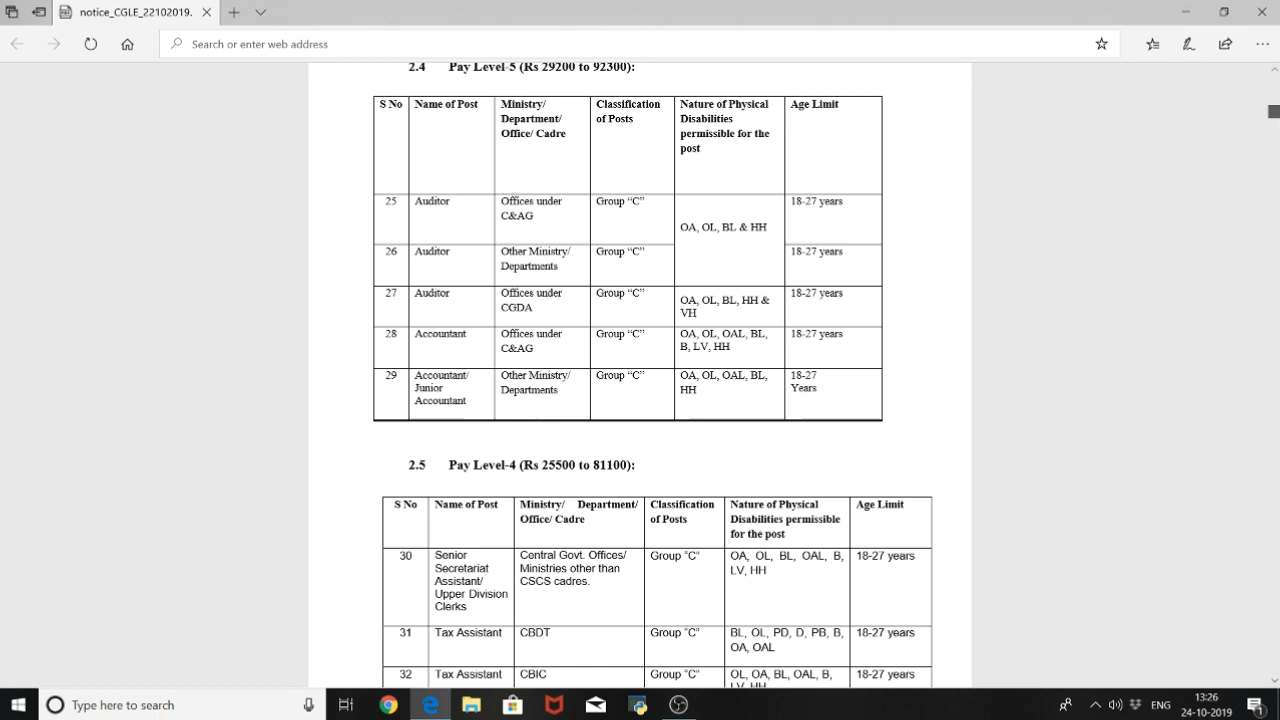 notice_CGLE_22102019.
Search or enter web address
2.4 Pay Level-5 (Rs 29200 to 92300):
S No Name of Post Ministry/ Department/ Office/ Cadre Classification of Posts Nature of Physical Disabilities permissible for the post Age Limit
25 Auditor Offices under C&AG Group “C” OA, OL, BL & HH 18-27 years
26 Auditor Other Ministry/ Departments Group “C” 18-27 years
27 Auditor Offices under CGDA Group “C” OA, OL, BL, HH & VH 18-27 years
28 Accountant Offices under C&AG Group “C” OA, OL, OAL, BL, B, LV, HH 18-27 years
29 Accountant/ Junior Accountant Other Ministry/ Departments Group “C” OA, OL, OAL, BL, HH 18-27 Years
2.5 Pay Level-4 (Rs 25500 to 81100):
S No Name of Post Ministry/ Department/ Office/ Cadre Classification of Posts Nature of Physical Disabilities permissible for the post Age Limit
30 Senior Secretariat Assistant/ Upper Division Clerks Central Govt. Offices/ Ministries other than CSCS cadres. Group “C” OA, OL, BL, OAL, B, LV, HH 18-27 years
31 Tax Assistant CBDT Group “C” BL, OL, PD, D, PB, B, OA, OAL 18-27 years
32 Tax Assistant CBIC Group “C” OL, OA, BL, OAL, B, LV, HH 18-27 years
Type here to search
ENG
13:26
24-10-2019